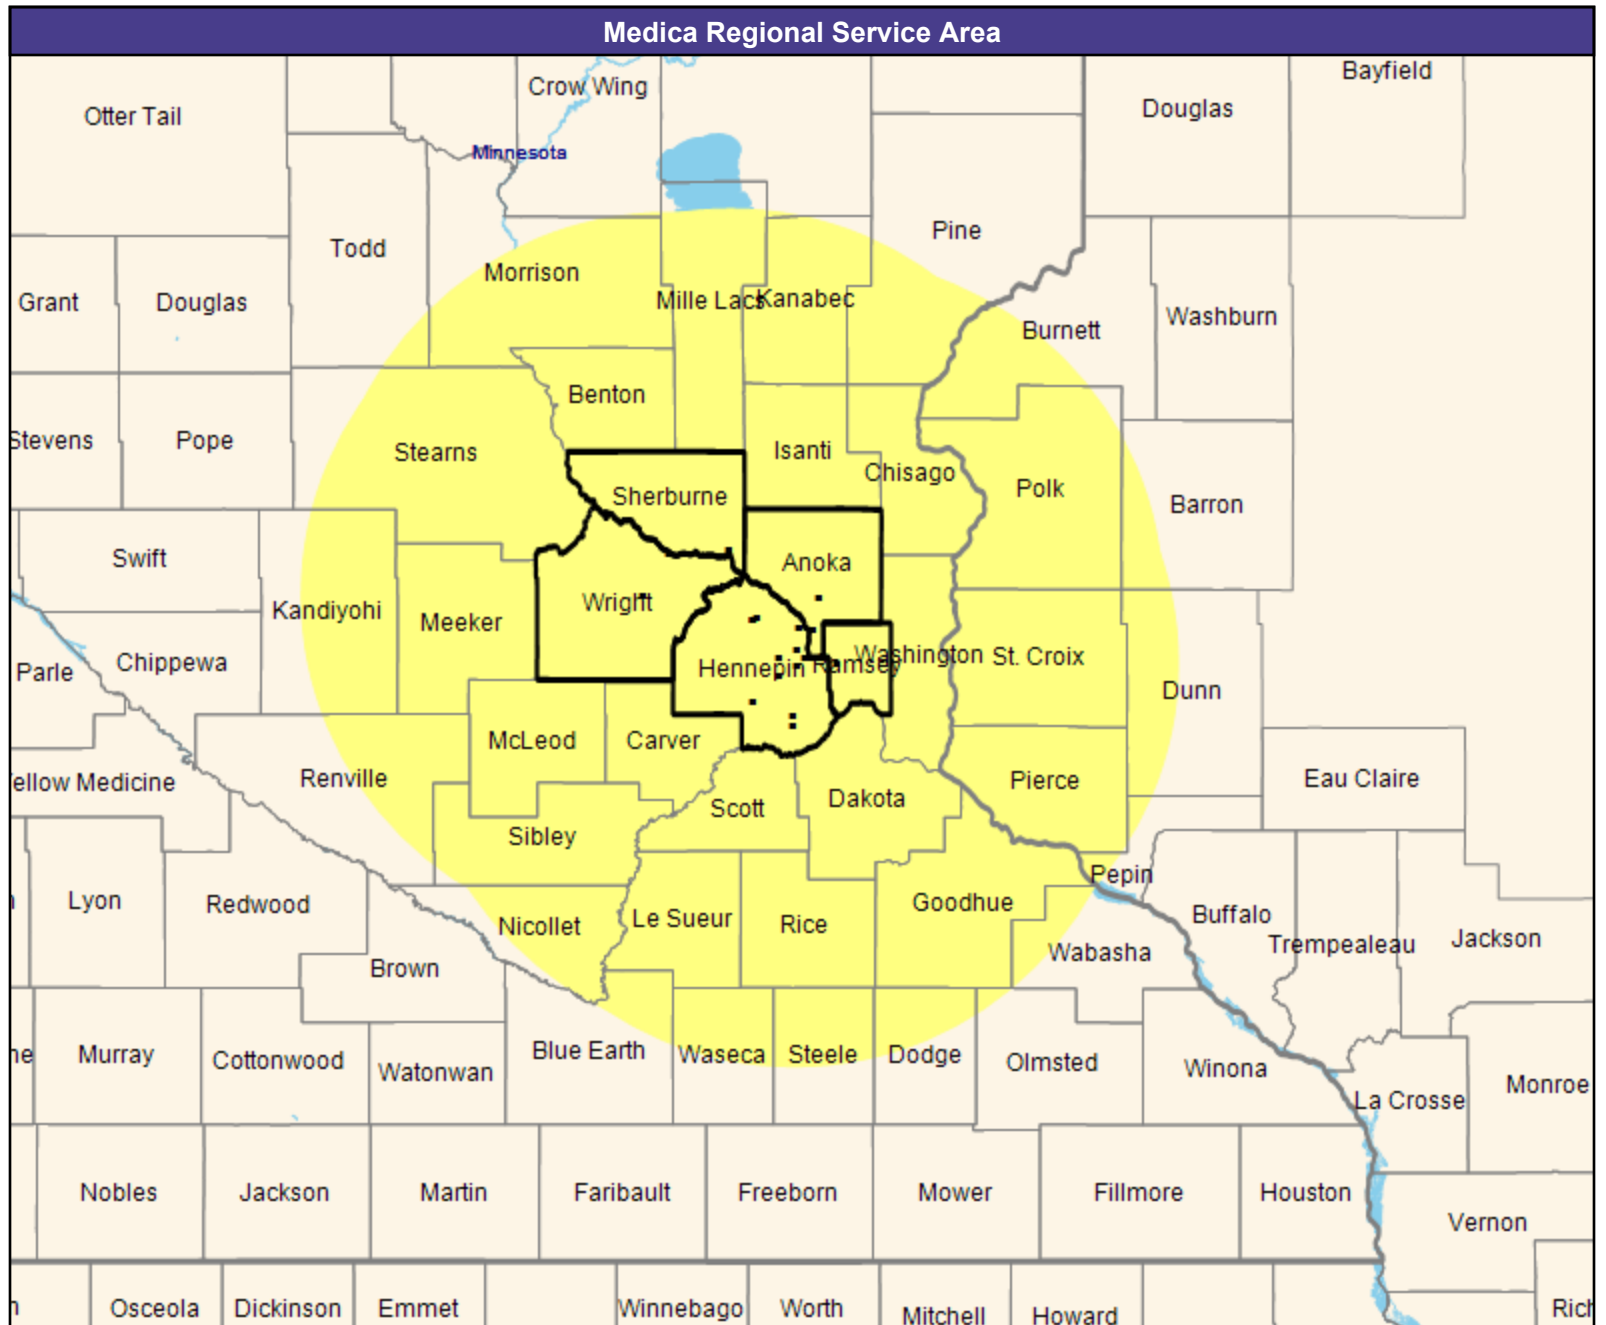 Medica Regional Service Area
Bayfield
Crow Wing
Douglas
Otter Tail
Minnesota
Pine
Todd
Morrison
Grant
Douglas
Mille Lacs
Kanabec
Washburn
Burnett
Benton
Stevens
Pope
Stearns
Isanti
Chisago
Polk
Sherburne
Barron
Swift
Anoka
Wright
Kandiyohi
Meeker
Washington
St. Croix
Chippewa
Hennepin
Ramsey
Parle
Dunn
McLeod
Carver
Renville
Pierce
Eau Claire
ellow Medicine
Dakota
Scott
Sibley
Pepin
Lyon
Redwood
Goodhue
Buffalo
Le Sueur
Rice
Nicollet
Jackson
Trempealeau
Wabasha
Brown
Blue Earth
ne
Murray
Waseca
Steele
Dodge
Cottonwood
Olmsted
Winona
Watonwan
Monroe
La Crosse
Nobles
Jackson
Martin
Faribault
Freeborn
Mower
Fillmore
Houston
Vernon
Osceola
Dickinson
Emmet
Winnebago
Worth
Mitchell
Howard
Rich